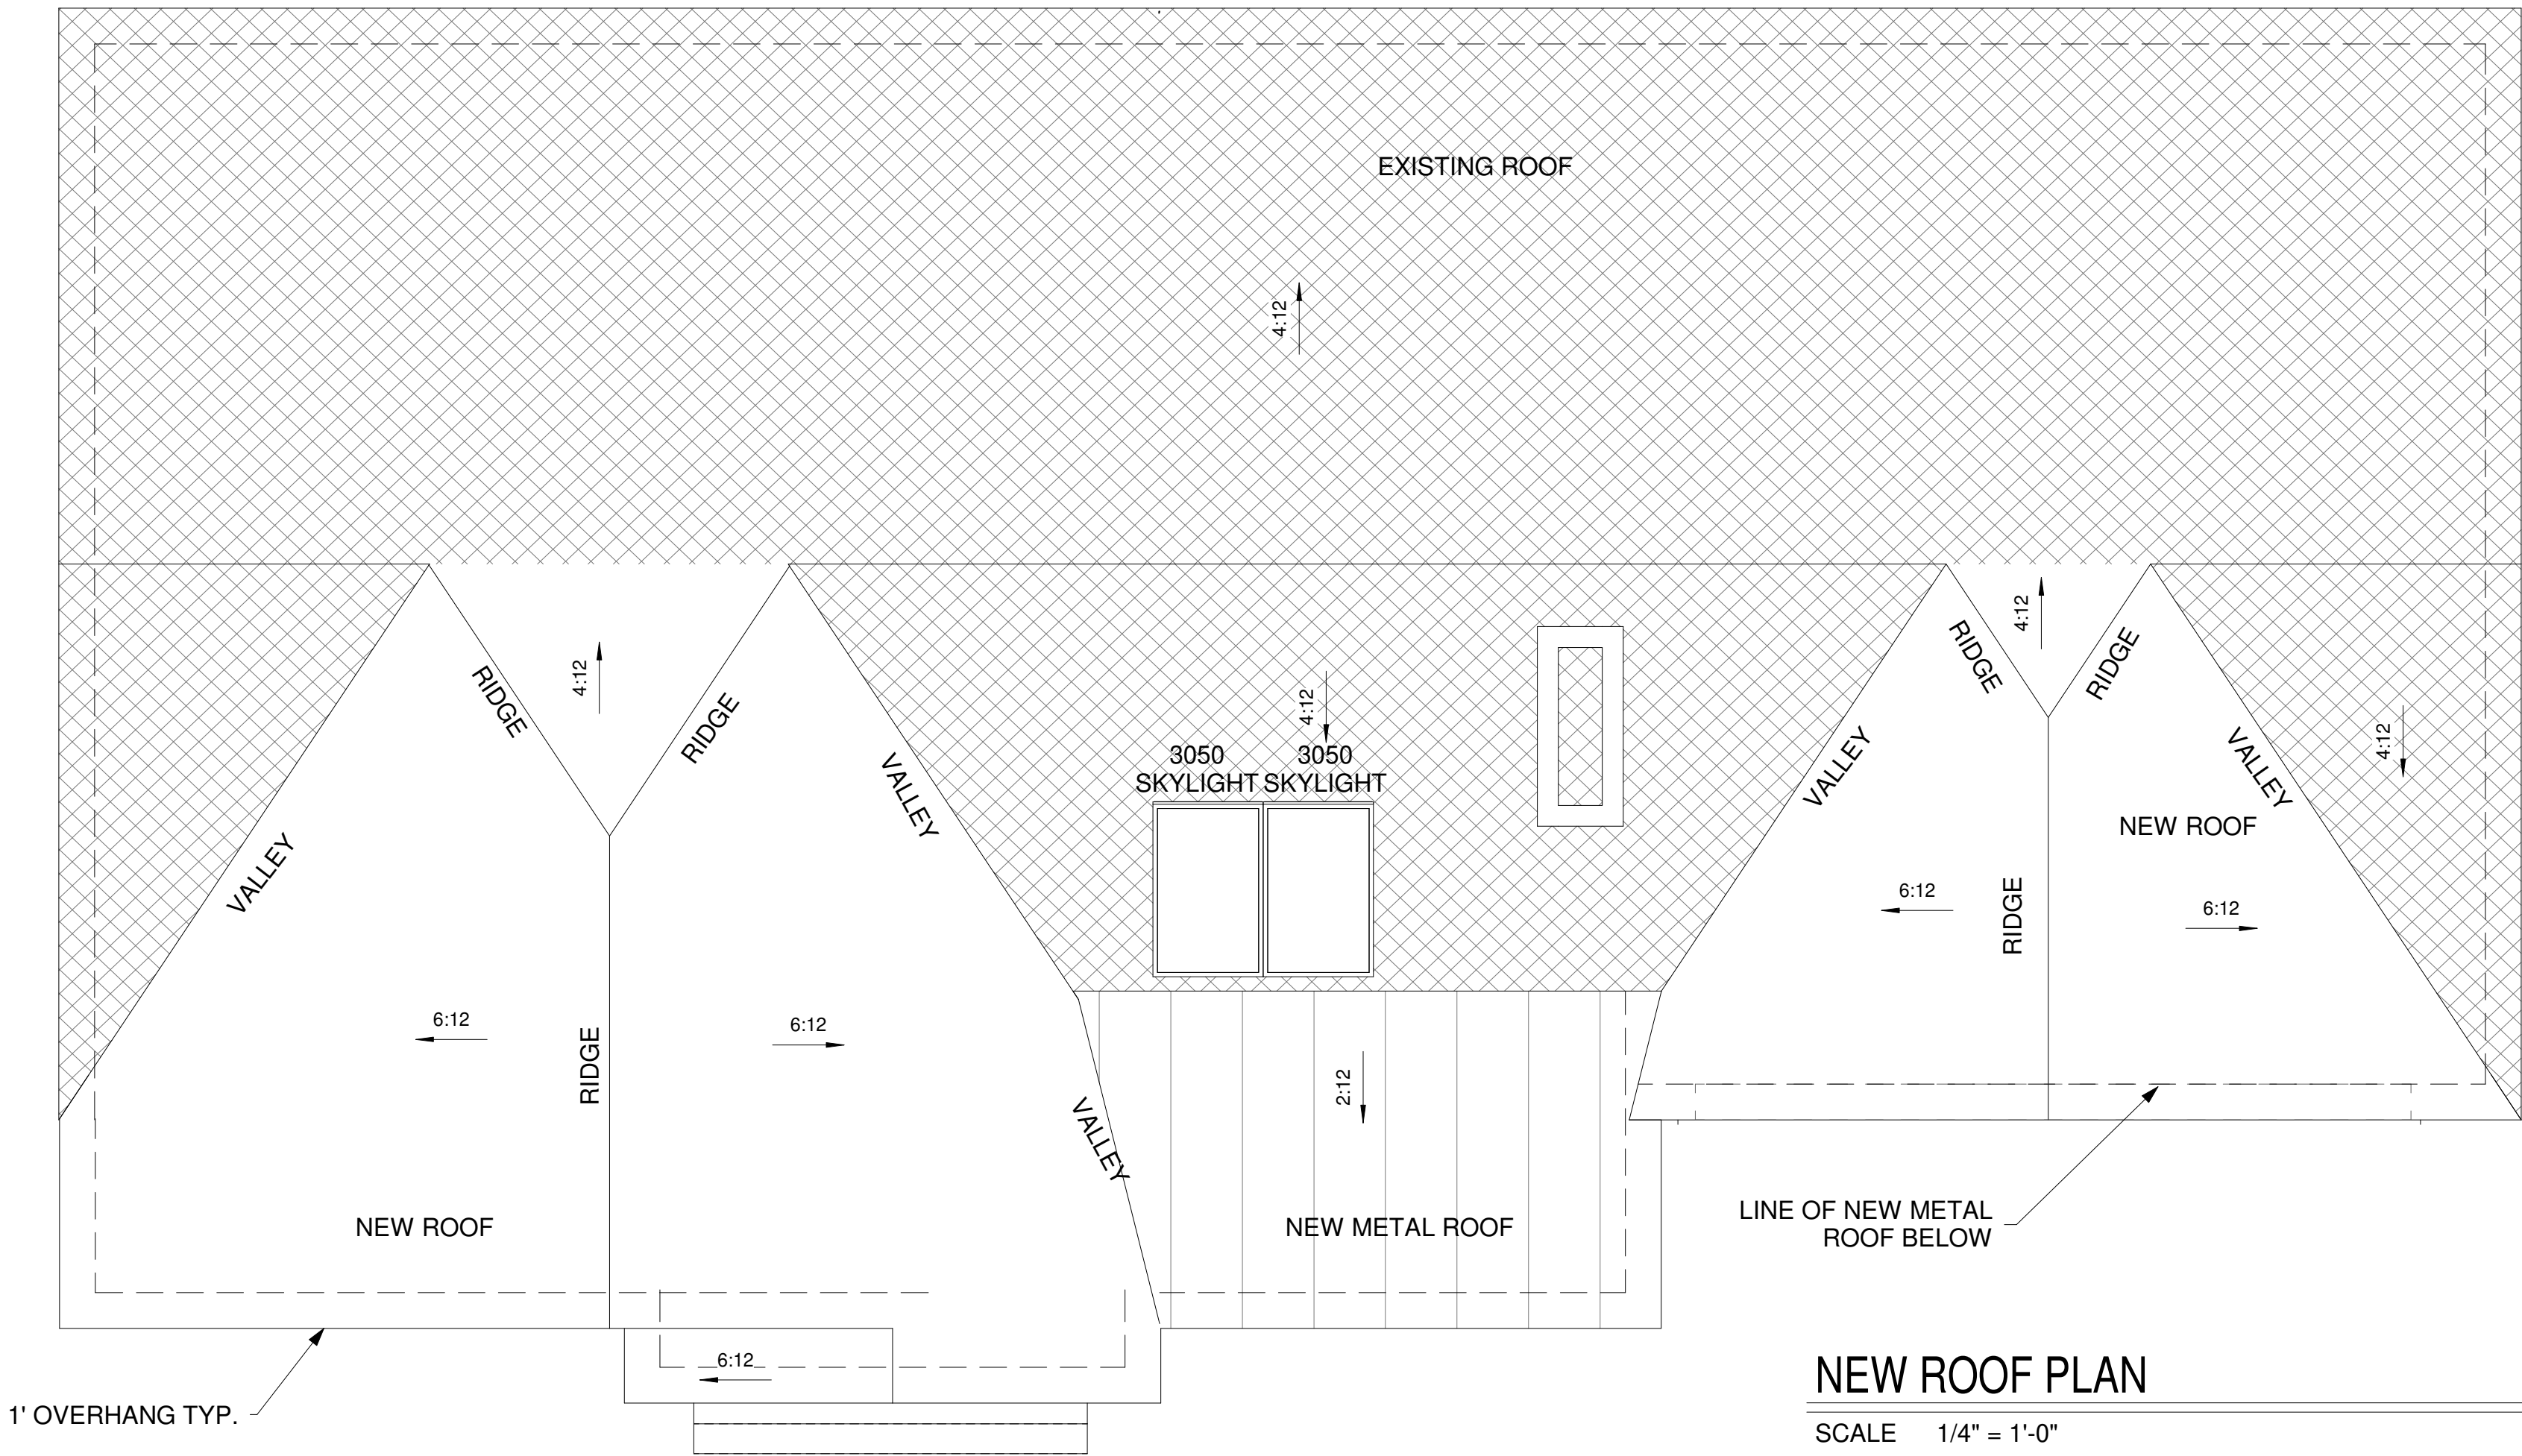 EXISTING ROOF
4:12
4:12
4:12
RIDGE
RIDGE
RIDGE
RIDGE
4:12
4:12
3050 SKYLIGHT
3050 SKYLIGHT
VALLEY
VALLEY
VALLEY
VALLEY
NEW ROOF
6:12
6:12
RIDGE
6:12
6:12
RIDGE
2:12
VALLEY
NEW ROOF
NEW METAL ROOF
LINE OF NEW METAL
ROOF BELOW
6:12
1' OVERHANG TYP.
NEW ROOF PLAN
SCALE 1/4" = 1'-0"